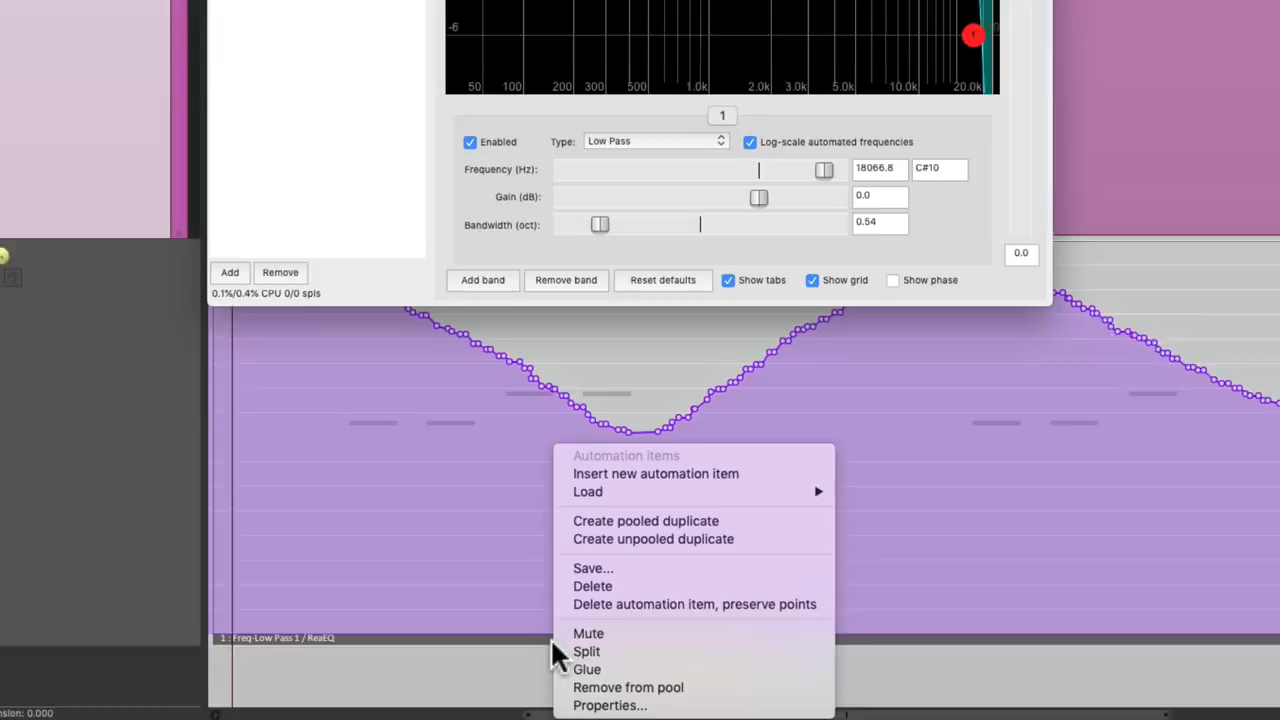 -6
0
1
50 100 200 300 500 1.0k 2.0k 3.0k 5.0k 10.0k 20.0k
1
Enabled Type: Low Pass Log-scale automated frequencies
Frequency (Hz): 18066.8 C#10
Gain (dB): 0.0
Bandwidth (oct): 0.54
0.0
Add Remove
Add band Remove band Reset defaults Show tabs Show grid Show phase
0.1%/0.4% CPU 0/0 spls
Automation items
Insert new automation item
Load
Create pooled duplicate
Create unpooled duplicate
Save...
Delete
Delete automation item, preserve points
Mute
Split
Glue
Remove from pool
Properties...
1 : Freq-Low Pass 1 / ReaEQ
nsion: 0.000